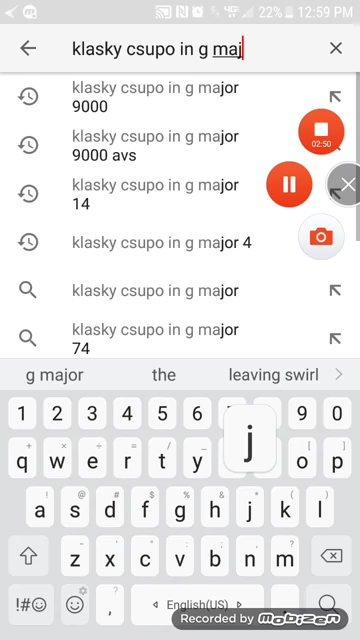 22% 12:59 PM
klasky csupo in g maj
klasky csupo in g major
9000
02:50
klasky csupo in g major
9000 avs
klasky csupo in g major
14
klasky csupo in g major 4
klasky csupo in g major
klasky csupo in g major
74
g major the leaving swirl
1 2 3 4 5 6 9 0
q w e r t y j o p
a s d f g h j k l
z x c v b n m
!#☺ , English(US)
Recorded by Mobizen